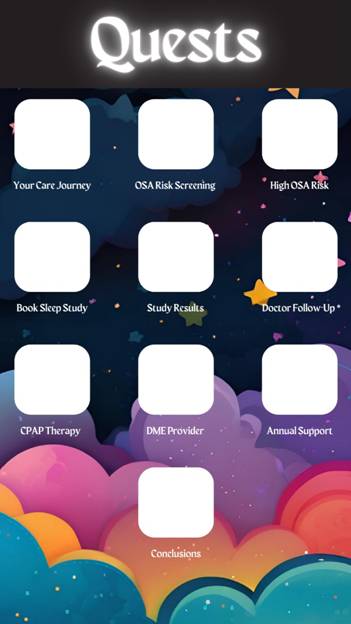 Quests
Your Care Journey
OSA Risk Screening
High OSA Risk
Book Sleep Study
Study Results
Doctor Follow-Up *
CPAP Therapy
DME Provider
Annual Support
Conclusions